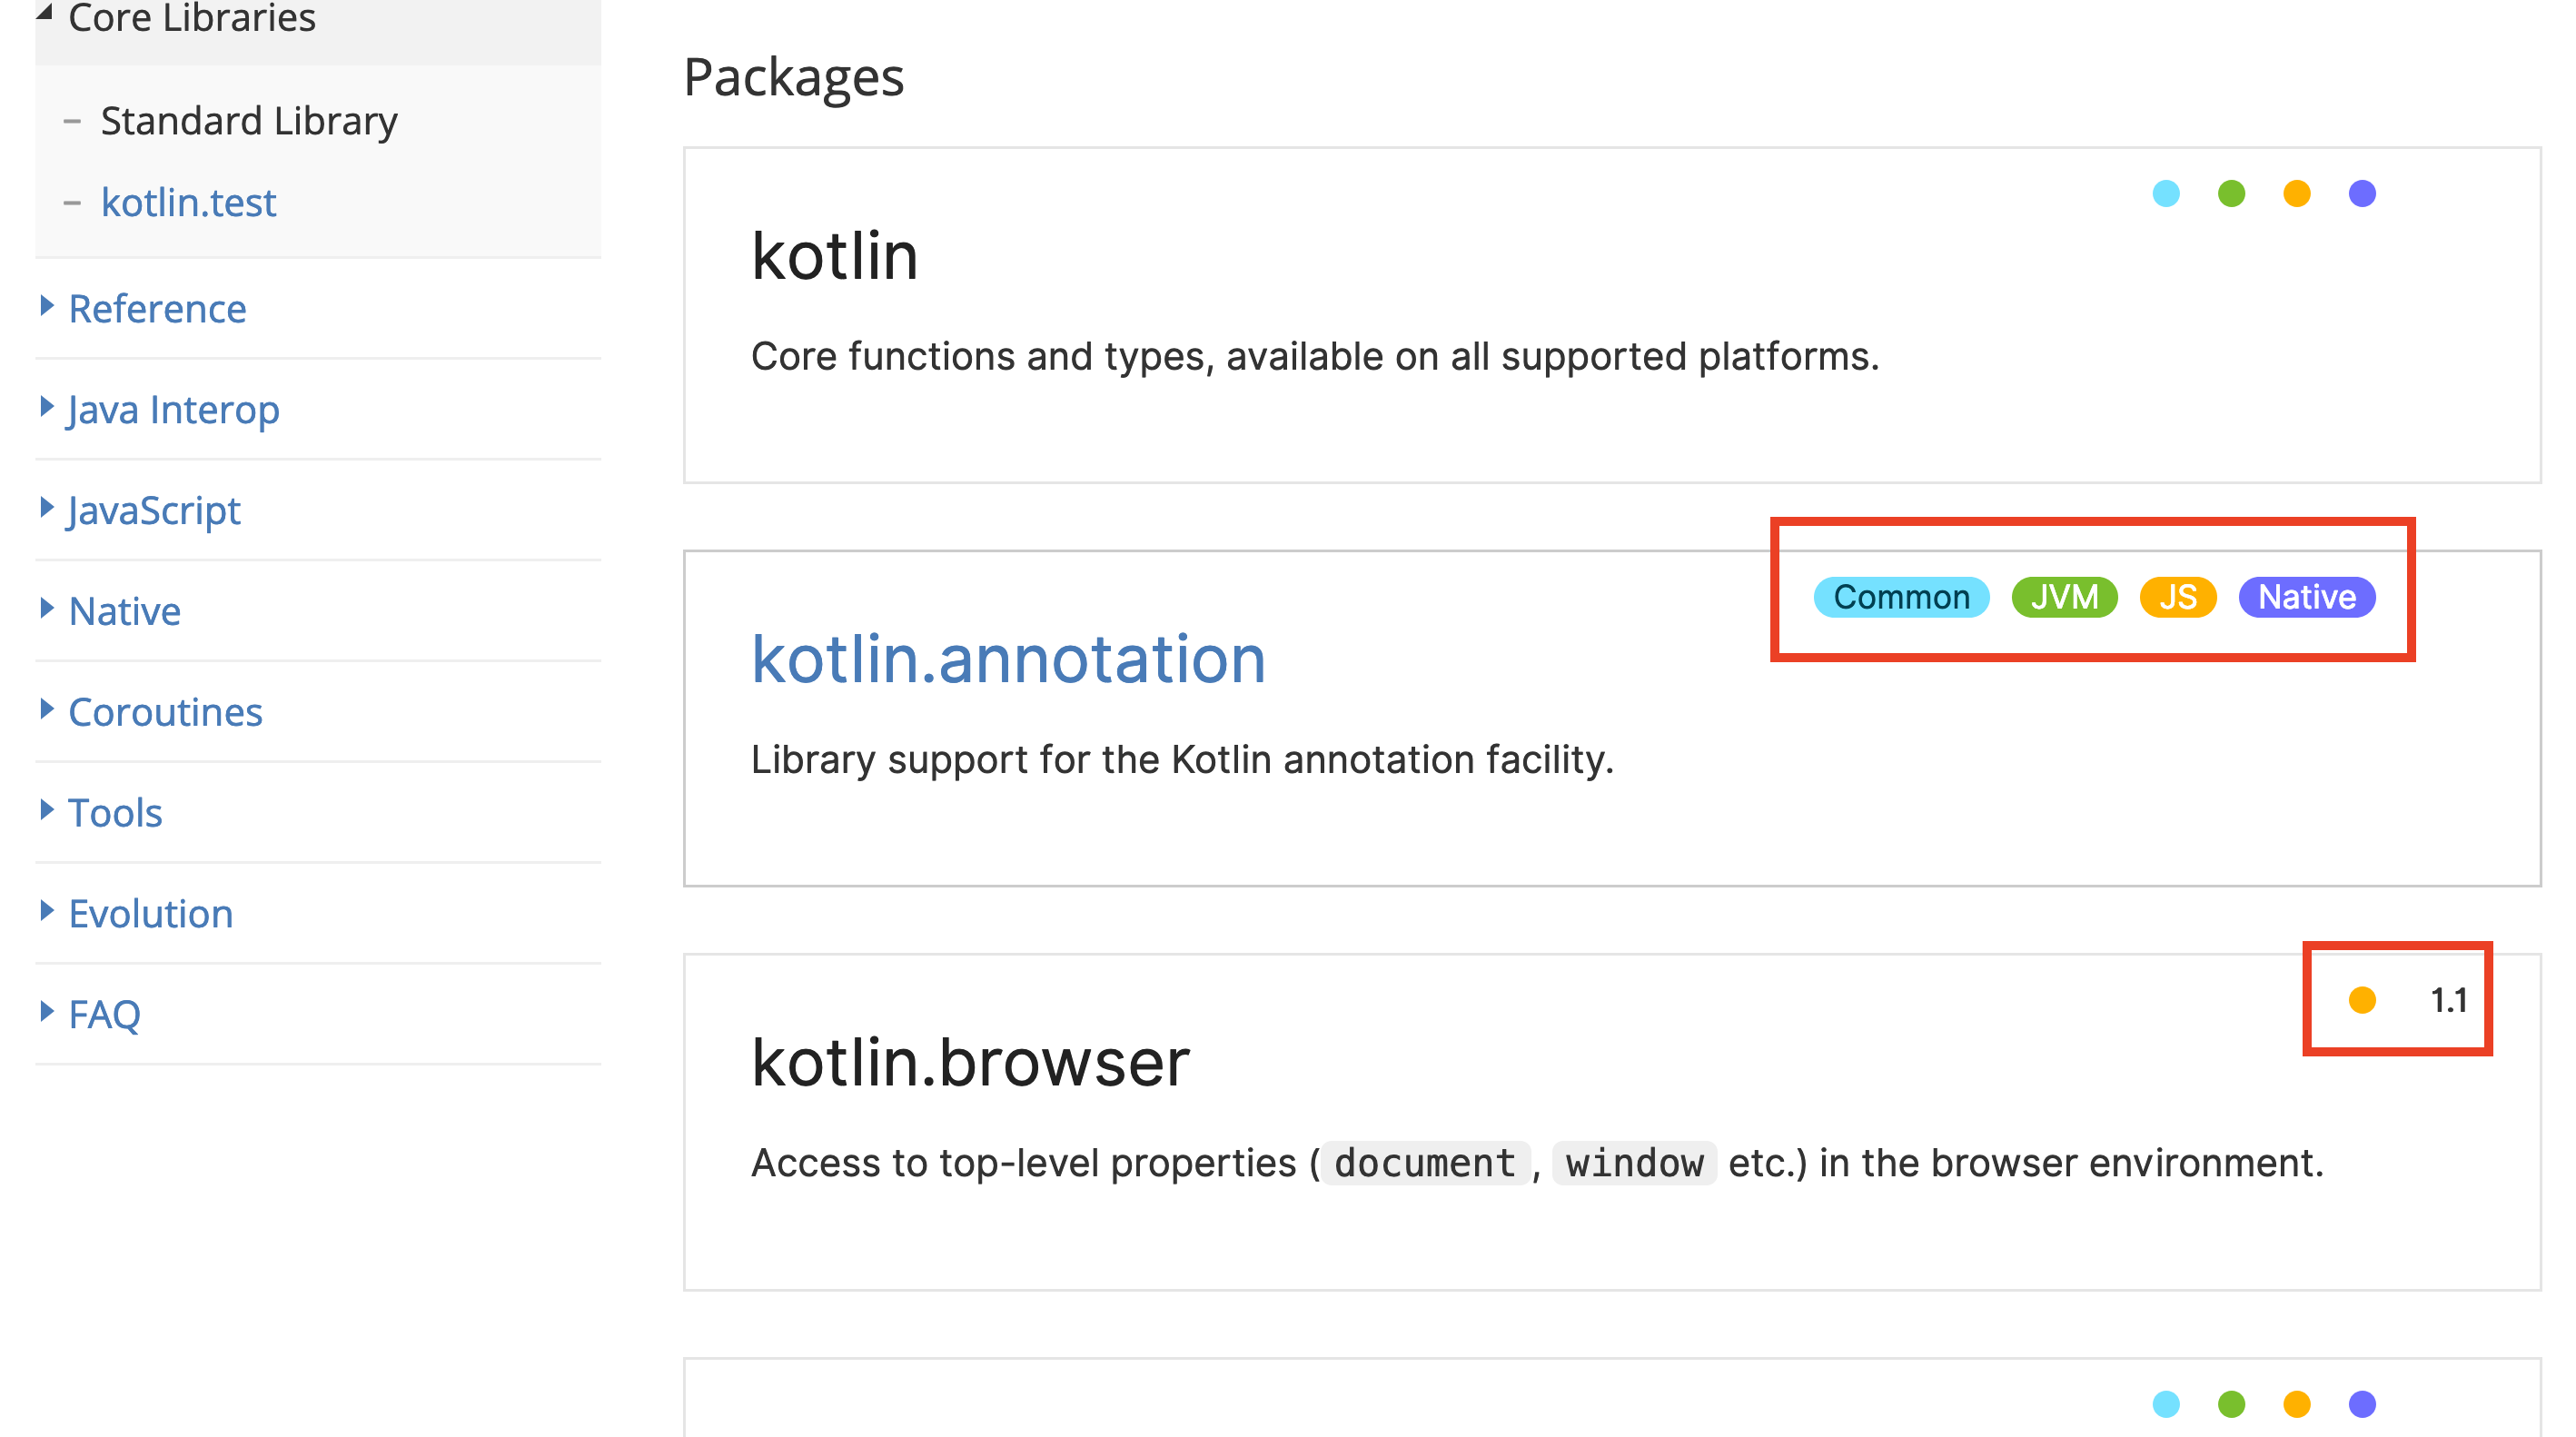 Core Libraries
– Standard Library
– kotlin.test
Reference
Java Interop
JavaScript
Native
Coroutines
Tools
Evolution
FAQ
Packages
kotlin
Core functions and types, available on all supported platforms.
Common JVM JS Native
kotlin.annotation
Library support for the Kotlin annotation facility.
1.1
kotlin.browser
Access to top-level properties ( document , window etc.) in the browser environment.